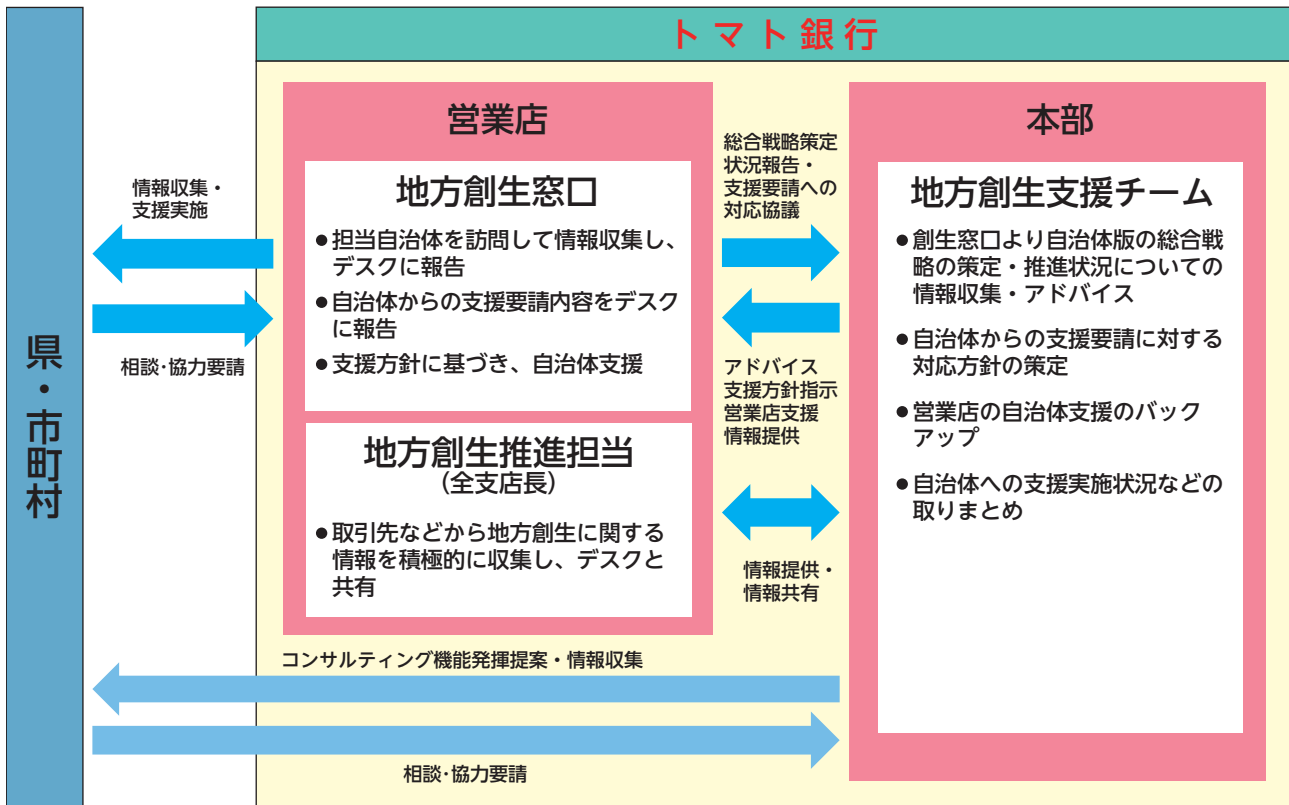 トマト銀行
県・市町村
情報収集・
支援実施
相談・協力要請
営業店
地方創生窓口
●担当自治体を訪問して情報収集し、
デスクに報告
●自治体からの支援要請内容をデスク
に報告
●支援方針に基づき、自治体支援
地方創生推進担当
(全支店長)
●取引先などから地方創生に関する
情報を積極的に収集し、デスクと
共有
総合戦略策定
状況報告・
支援要請への
対応協議
アドバイス
支援方針指示
営業店支援
情報提供
情報提供・
情報共有
本部
地方創生支援チーム
●創生窓口より自治体版の総合戦
略の策定・推進状況についての
情報収集・アドバイス
●自治体からの支援要請に対する
対応方針の策定
●営業店の自治体支援のバック
アップ
●自治体への支援実施状況などの
取りまとめ
コンサルティング機能発揮提案・情報収集
相談・協力要請